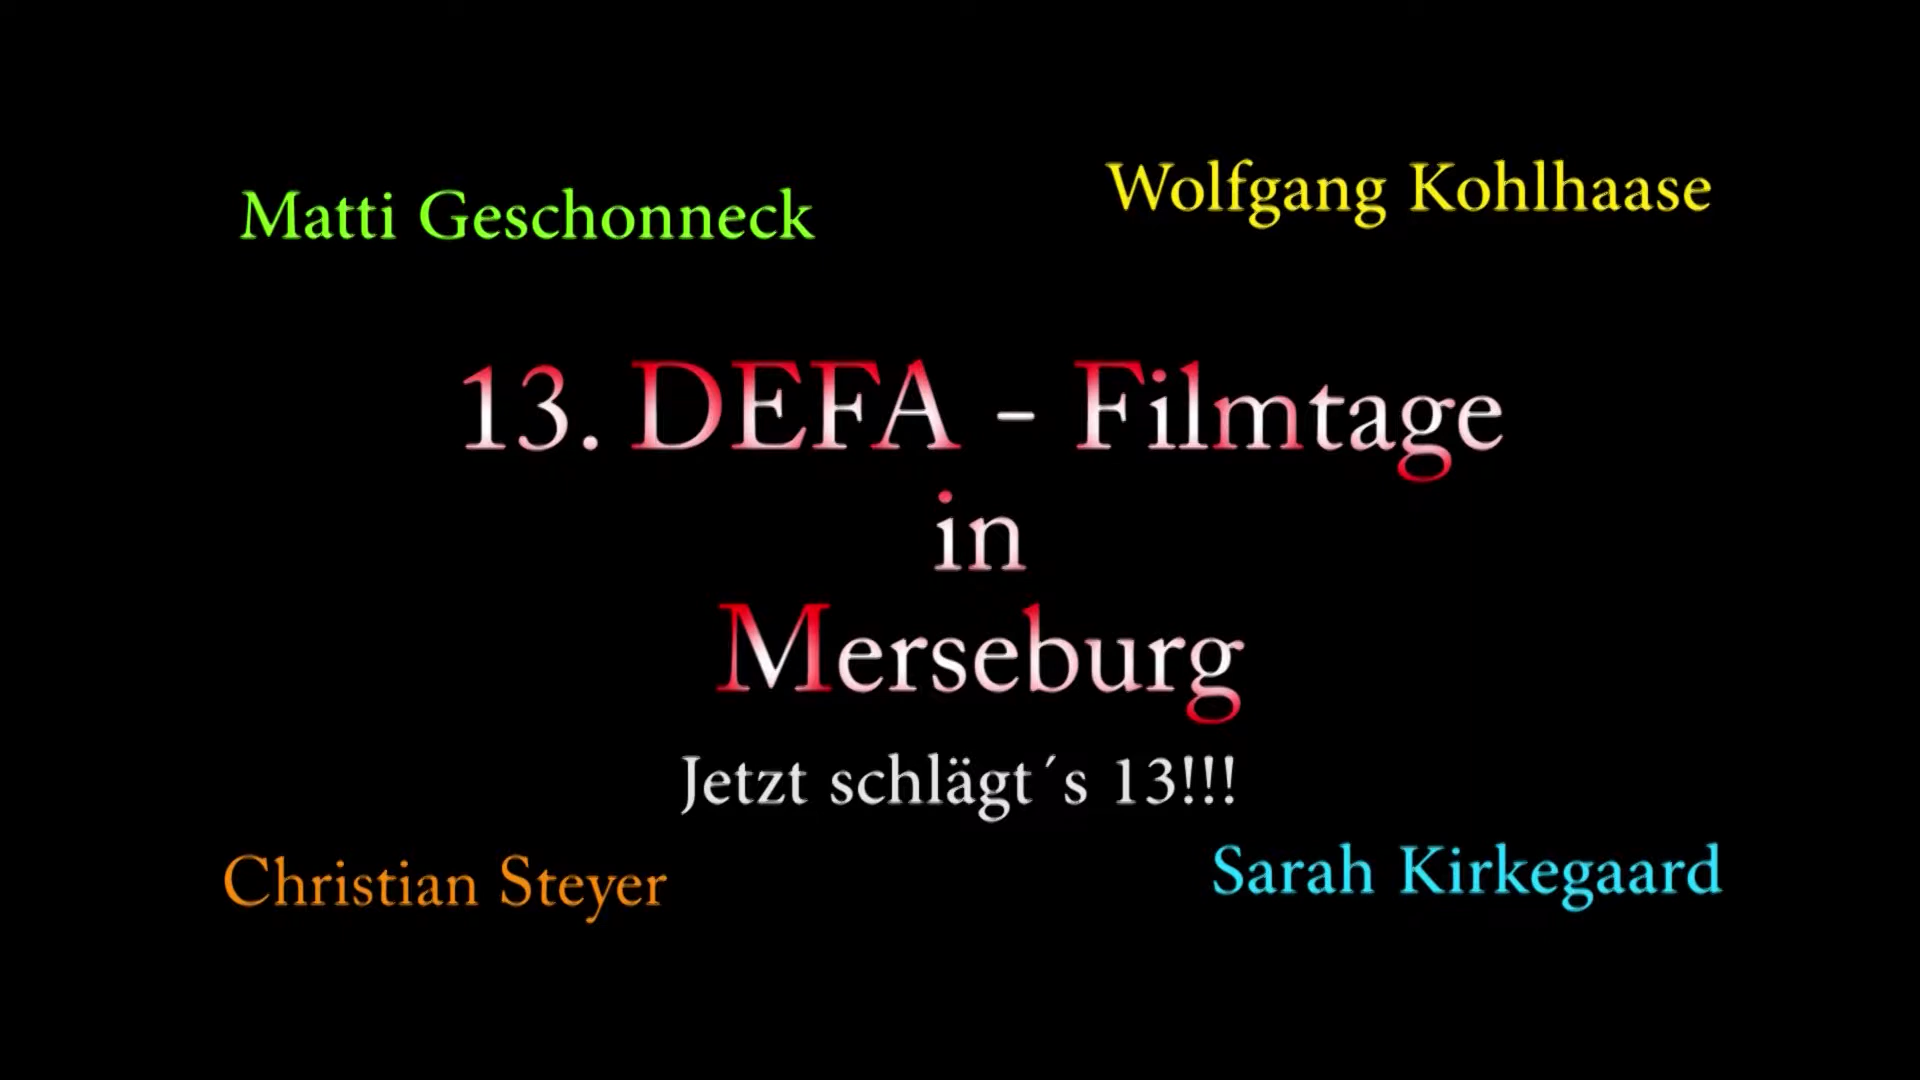 Matti Geschonneck
Wolfgang Kohlhaase
13. DEFA - Filmtage
in
Merseburg
Jetzt schlägt´s 13!!!
Christian Steyer
Sarah Kirkegaard